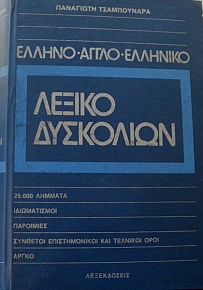 ΠΑΝΑΓΙΩΤΗ ΤΣΑΜΠΟΥΝΑΡΑ
ΕΛΛΗΝΟ·ΑΓΓΛΟ·ΕΛΛΗΝΙΚΟ
ΛΕΞΙΚΟ
ΔΥΣΚΟΛΙΩΝ
25.000 ΛΗΜΜΑΤΑ
ΙΔΙΩΜΑΤΙΣΜΟΙ
ΠΑΡΟΙΜΙΕΣ
ΣΥΝΘΕΤΟΙ ΕΠΙΣΤΗΜΟΝΙΚΟΙ ΚΑΙ ΤΕΧΝΙΚΟΙ ΟΡΟΙ
ΑΡΓΚΟ
ΛΕΞΕΚΔΟΣΕΙΣ